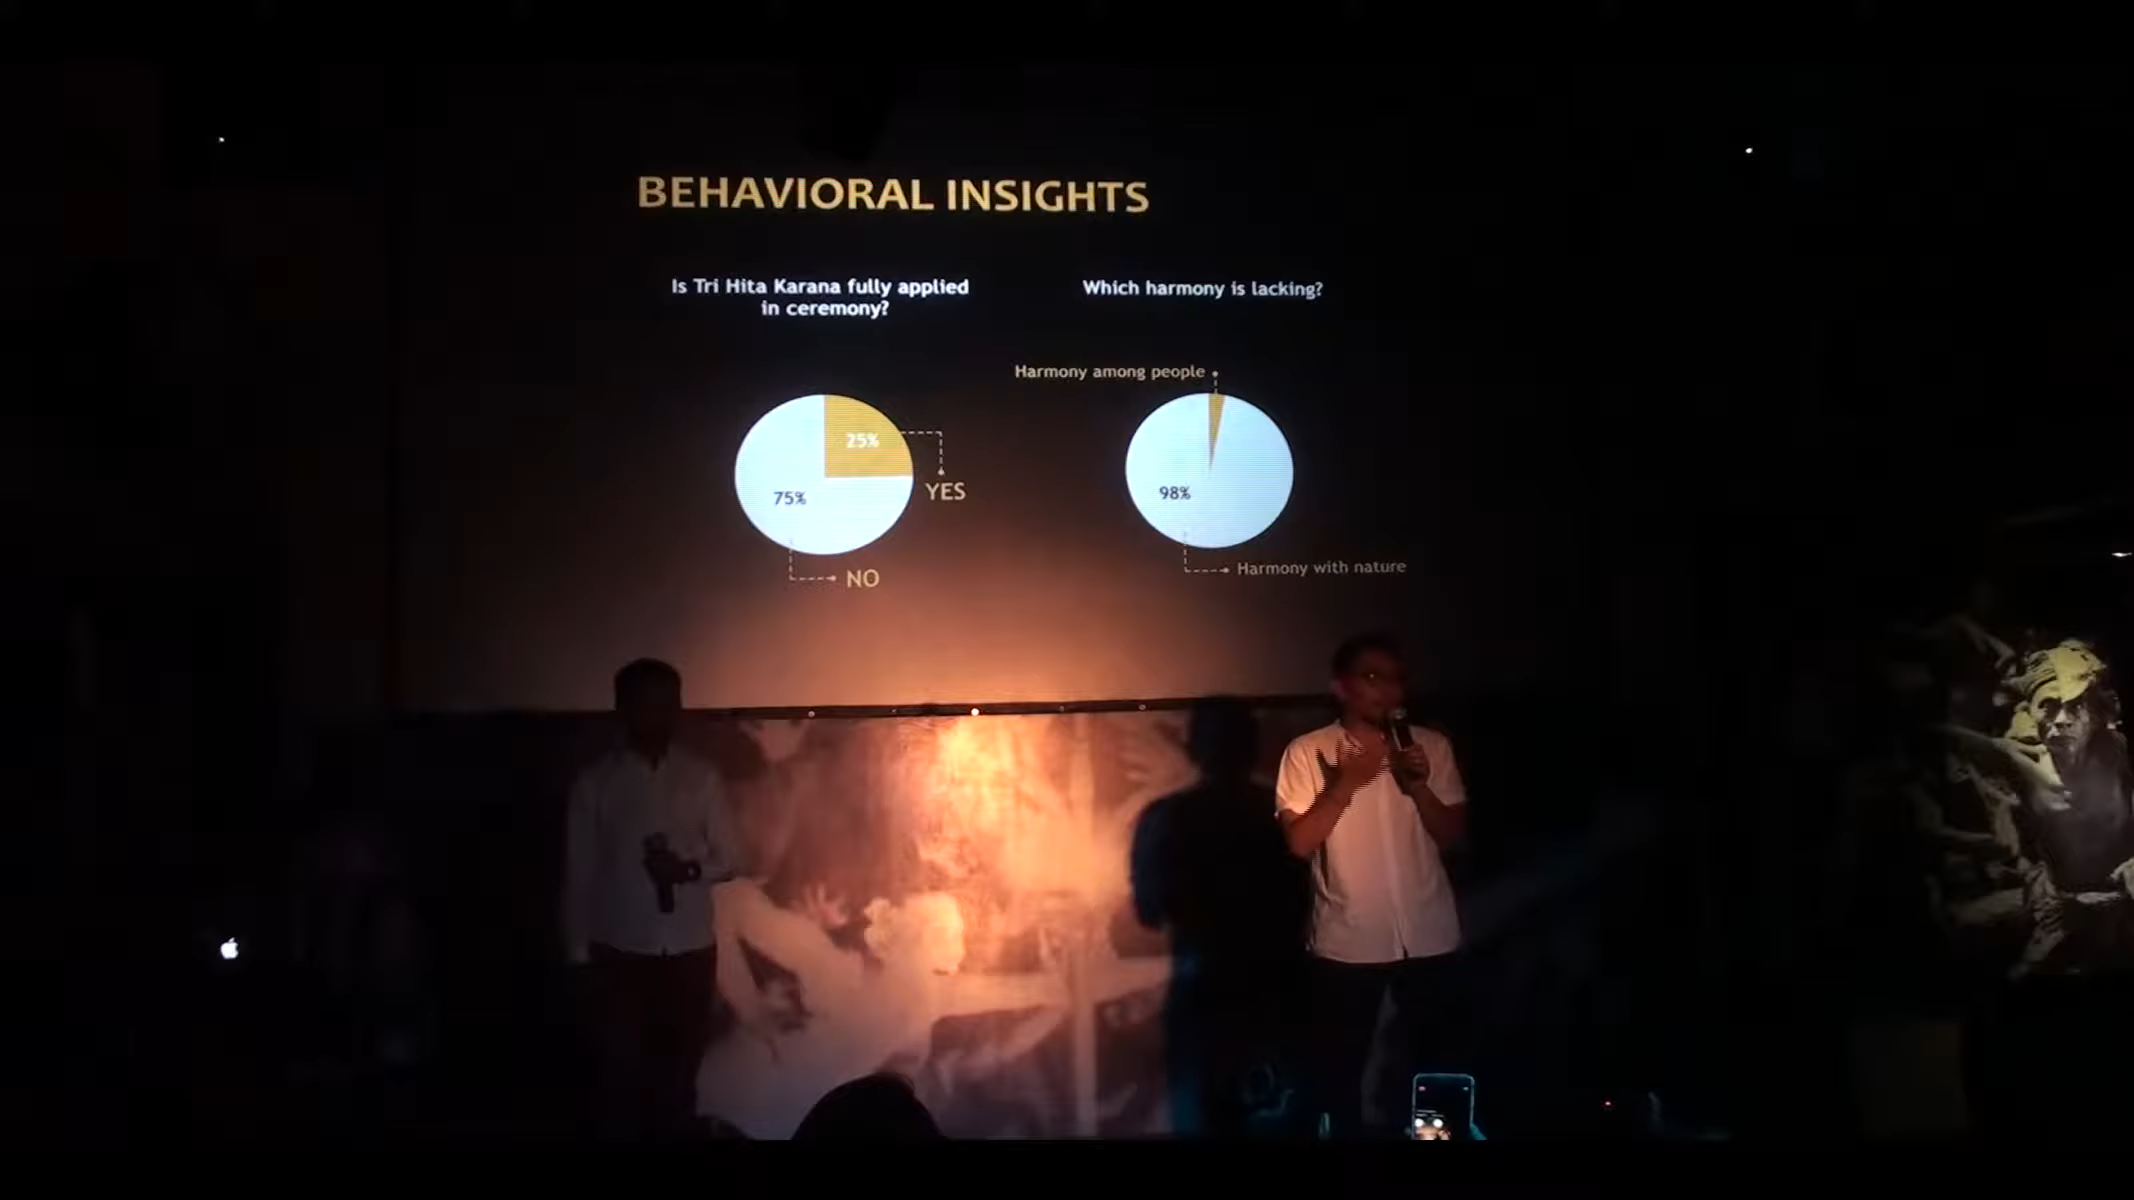 BEHAVIORAL INSIGHTS
Is Tri Hita Karana fully applied
in ceremony?
25%
75%
YES
NO
Which harmony is lacking?
Harmony among people
98%
Harmony with nature